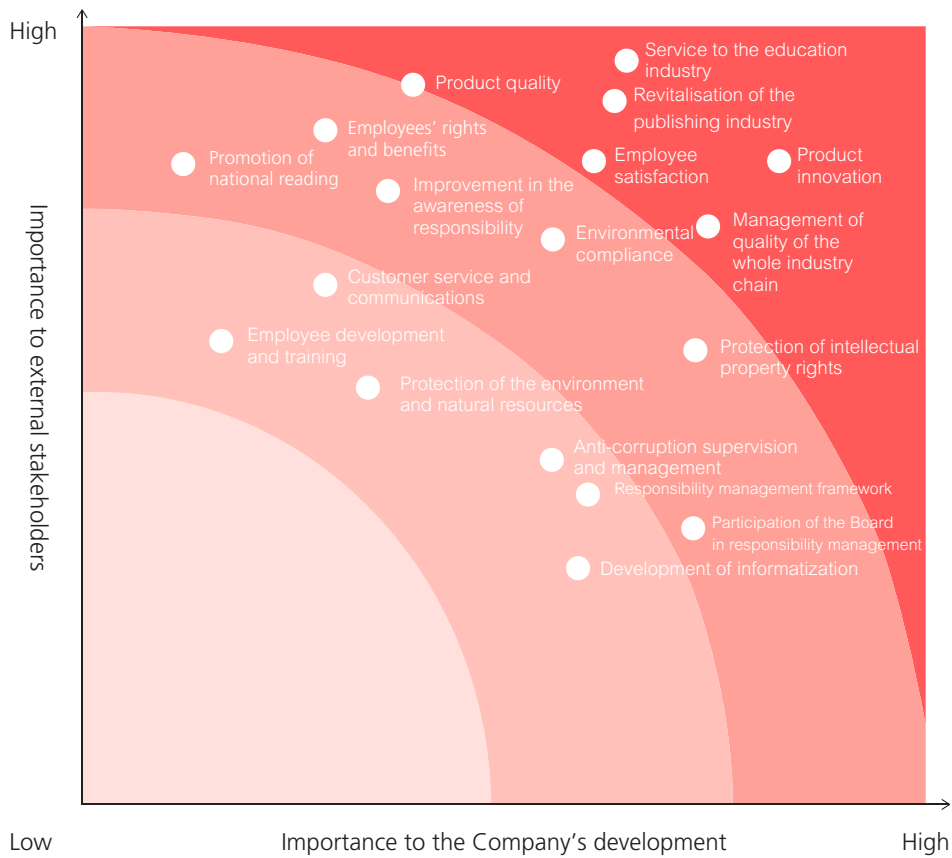 High
Service to the education
industry
Product quality
Revitalisation of the
publishing industry
Employees’ rights
and benefits
Promotion of
national reading
Employee
satisfaction
Product
innovation
Improvement in the
awareness of
responsibility
Environmental
compliance
Management of
quality of the
whole industry
chain
Importance to external stakeholders
Customer service and
communications
Employee development
and training
Protection of intellectual
property rights
Protection of the environment
and natural resources
Anti-corruption supervision
and management
Responsibility management framework
Participation of the Board
in responsibility management
Development of informatization
Low
Importance to the Company’s development
High